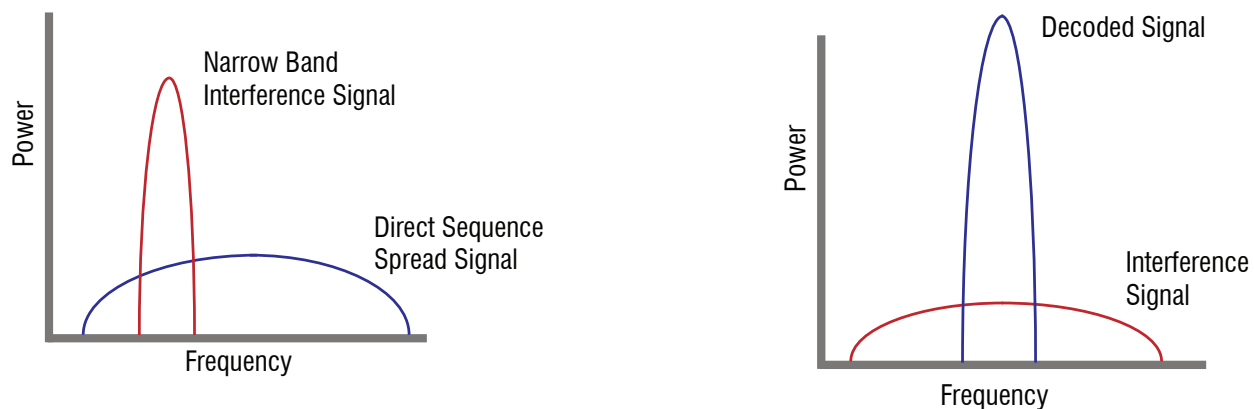 Narrow Band
Interference Signal
Power
Direct Sequence
Spread Signal
Frequency
Decoded Signal
Power
Interference
Signal
Frequency